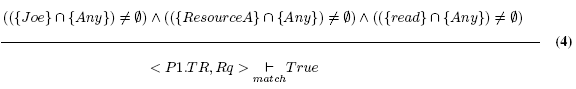 (({Joe} ∩ {Any}) ≠ ∅) ∧ (({ResourceA} ∩ {Any}) ≠ ∅) ∧ (({read} ∩ {Any}) ≠ ∅)
(4)
< P1.TR, Rq > ⊢ True
match